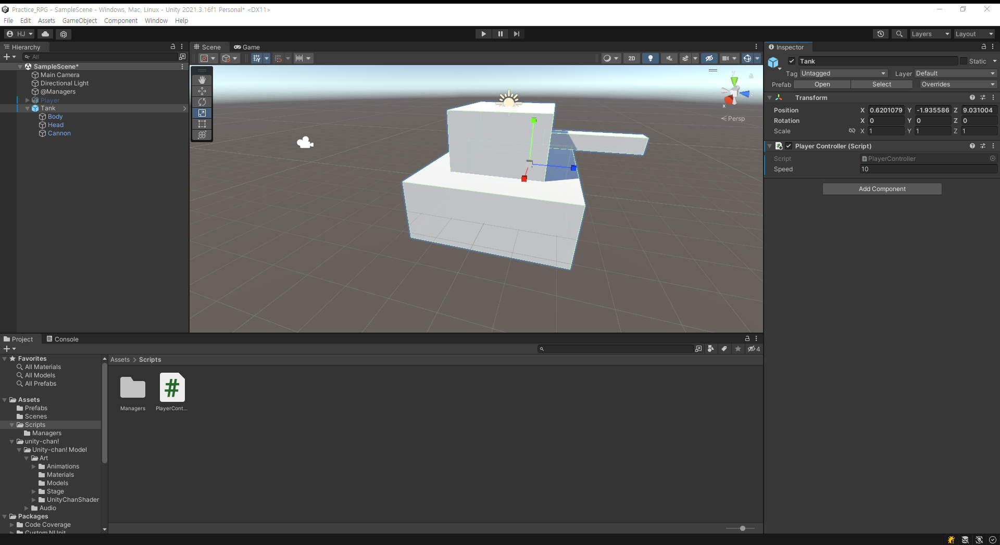 Practice_RPG - SampleScene - Windows, Mac, Linux - Unity 2021.3.16f1 Personal* <DX11>
File Edit Assets GameObject Component Window Help
HJ
Layers
Layout
Hierarchy
All
SampleScene*
Main Camera
Directional Light
@Managers
Player
Tank
Body
Head
Cannon
Scene
Game
2D
y
x
Persp
Inspector
Tank
Static
Tag Untagged Layer Default
Prefab Open Select Overrides
Transform
Position X 0.6201079 Y -1.935586 Z 9.031004
Rotation X 0 Y 0 Z 0
Scale X 1 Y 1 Z 1
Player Controller (Script)
Script PlayerController
Speed 10
Add Component
Project
Console
4
Favorites
All Materials
All Models
All Prefabs
Assets
Prefabs
Scenes
Scripts
Managers
unity-chan!
Unity-chan! Model
Art
Animations
Materials
Models
Stage
UnityChanShader
Audio
Packages
Code Coverage
Custom NUnit
Assets > Scripts
Managers
PlayerCont...